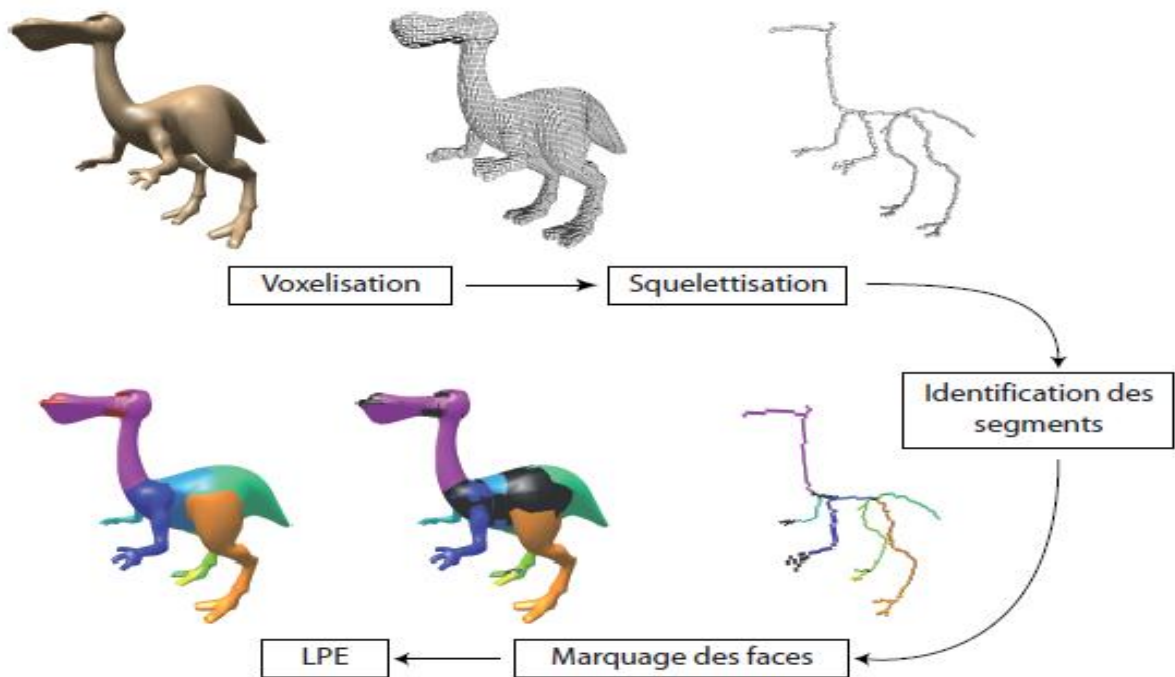 Voxelisation
Squelettisation
Identification des
segments
Marquage des faces
LPE